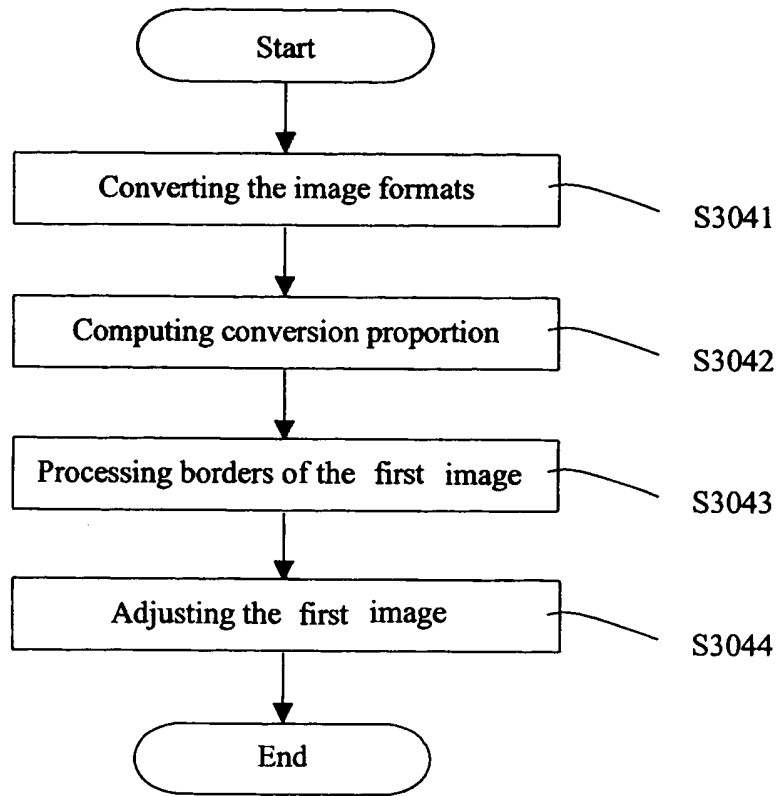 Start
Converting the image formats
S3041
Computing conversion proportion
S3042
Processing borders of the first image
S3043
Adjusting the first image
S3044
End